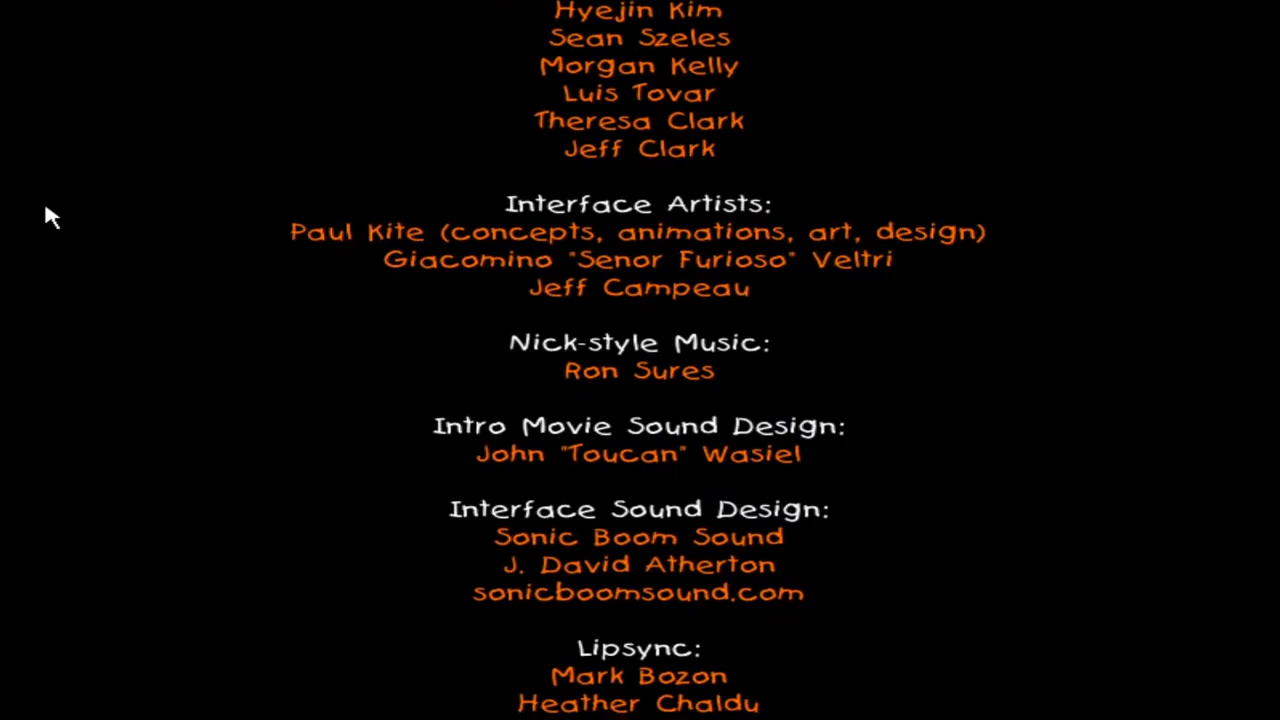 Hyejin Kim
Sean Szeles
Morgan Kelly
Luis Tovar
Theresa Clark
Jeff Clark
Interface Artists:
Paul Kite (concepts, animations, art, design)
Giacomino "Senor Furioso" Veltri
Jeff Campeau
Nick-style Music:
Ron Sures
Intro Movie Sound Design:
John "Toucan" Wasiel
Interface Sound Design:
Sonic Boom Sound
J. David Atherton
sonicboomsound.com
Lipsync:
Mark Bozon
Heather Chaldu